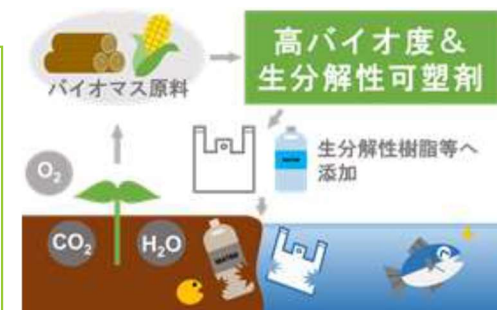 高バイオ度＆
生分解性可塑剤
バイオマス原料
生分解性樹脂等へ
添加
O₂
CO₂
H₂O